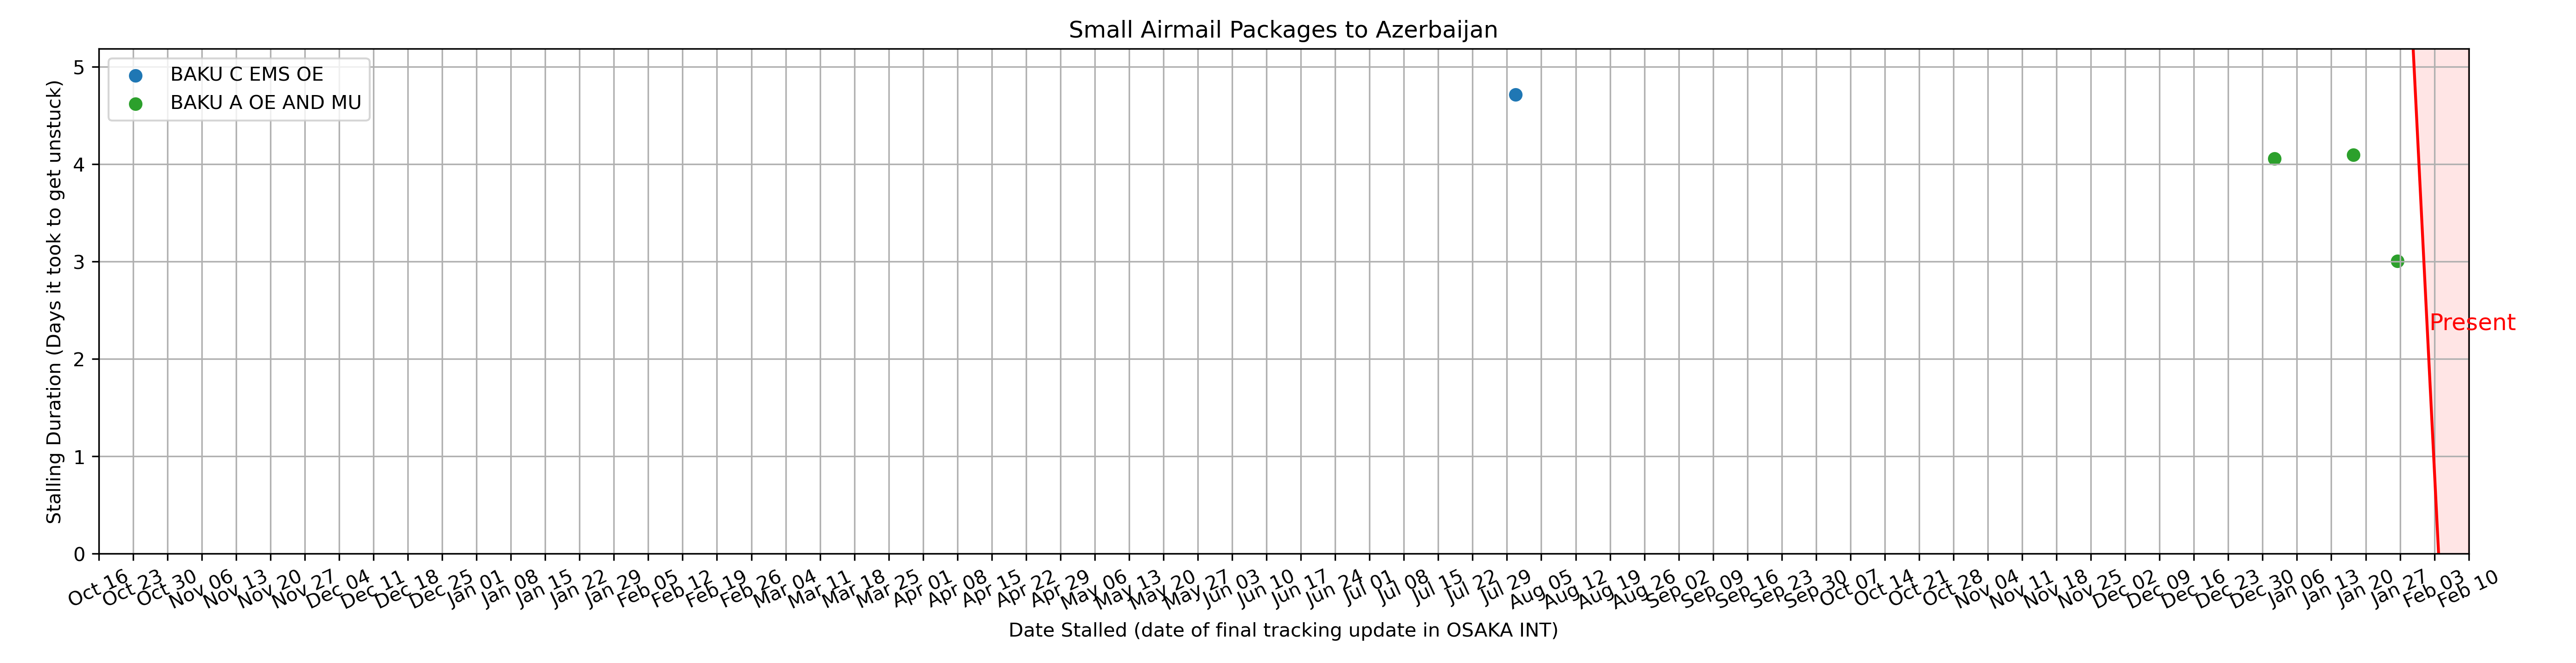 Small Airmail Packages to Azerbaijan
BAKU C EMS OE
BAKU A OE AND MU
Stalling Duration (Days it took to get unstuck)
5
4
3
2
1
0
Present
Oct 16 Oct 23 Oct 30 Nov 06 Nov 13 Nov 20 Nov 27 Dec 04 Dec 11 Dec 18 Dec 25 Jan 01 Jan 08 Jan 15 Jan 22 Jan 29 Feb 05 Feb 12 Feb 19 Feb 26 Mar 04 Mar 11 Mar 18 Mar 25 Apr 01 Apr 08 Apr 15 Apr 22 Apr 29 May 06 May 13 May 20 May 27 Jun 03 Jun 10 Jun 17 Jun 24 Jul 01 Jul 08 Jul 15 Jul 22 Jul 29 Aug 05 Aug 12 Aug 19 Aug 26 Sep 02 Sep 09 Sep 16 Sep 23 Sep 30 Oct 07 Oct 14 Oct 21 Oct 28 Nov 04 Nov 11 Nov 18 Nov 25 Dec 02 Dec 09 Dec 16 Dec 23 Dec 30 Jan 06 Jan 13 Jan 20 Jan 27 Feb 03 Feb 10
Date Stalled (date of final tracking update in OSAKA INT)